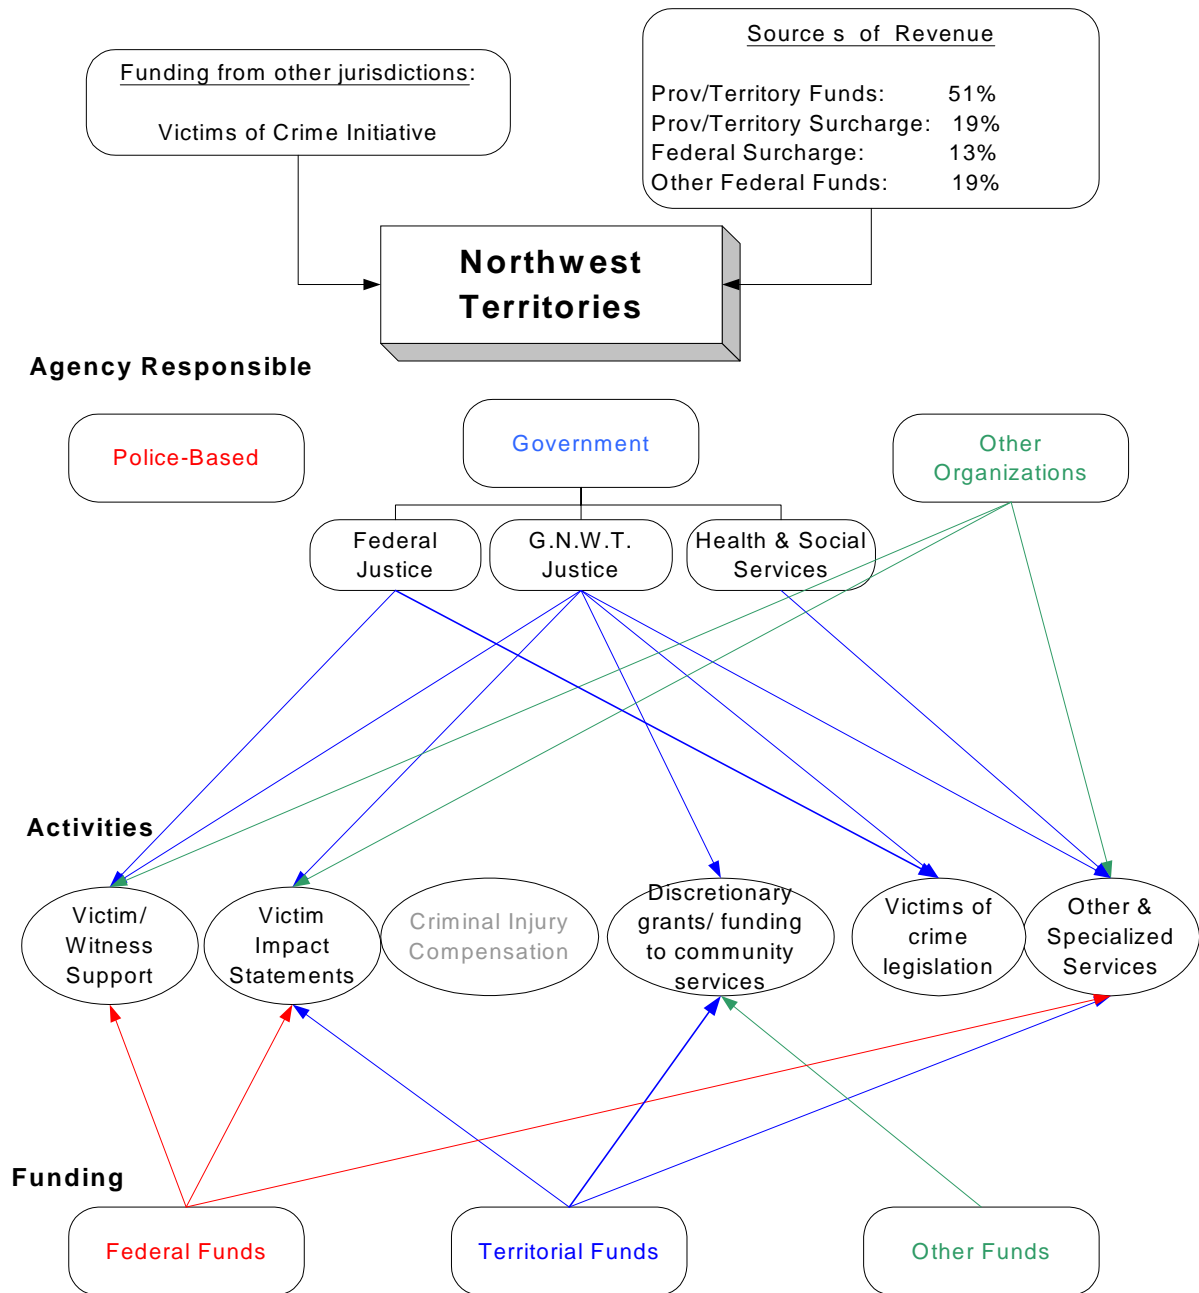 Funding from other jurisdictions:
Victims of Crime Initiative
Source s of Revenue
Prov/Territory Funds: 51%
Prov/Territory Surcharge: 19%
Federal Surcharge: 13%
Other Federal Funds: 19%
Northwest
Territories
Agency Responsible
Police-Based
Government
Other
Organizations
Federal
Justice
G.N.W.T.
Justice
Health & Social
Services
Activities
Victim/
Witness
Support
Victim
Impact
Statements
Criminal Injury
Compensation
Discretionary
grants/ funding
to community
services
Victims of
crime
legislation
Other &
Specialized
Services
Funding
Federal Funds
Territorial Funds
Other Funds